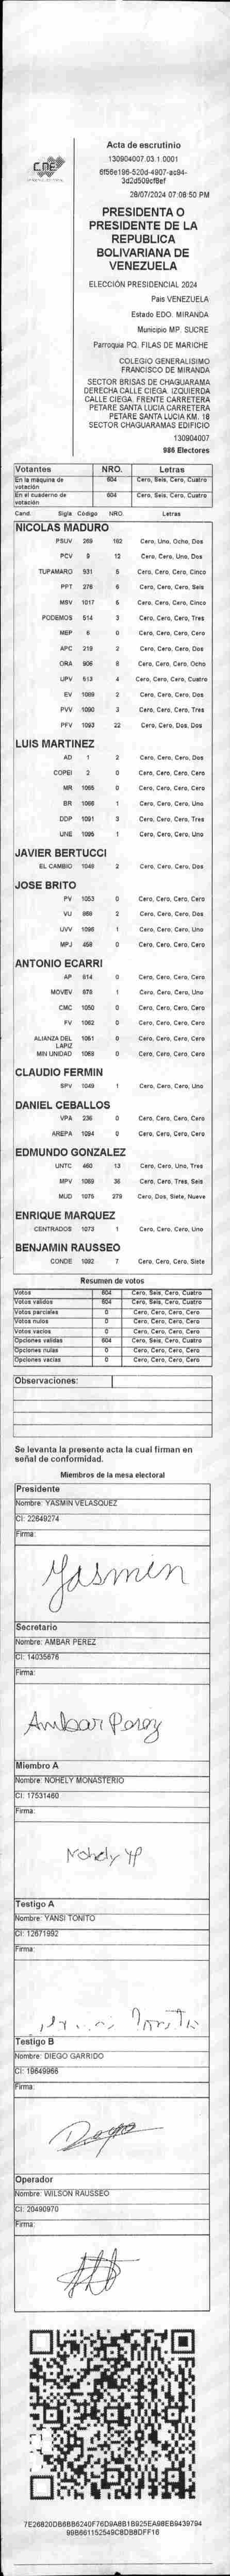 CNE
Acta de escrutinio
130904007.03.1.0001
28/07/2024 07:08:50 PM
PRESIDENTA O
PRESIDENTE DE LA
REPUBLICA
BOLIVARIANA DE
VENEZUELA
ELECCIÓN PRESIDENCIAL 2024
Pais VENEZUELA
Estado EDO. MIRANDA
Municipio MP. SUCRE
Parroquia PQ. FILAS DE MARICHE
COLEGIO GENERALISIMO
FRANCISCO DE MIRANDA
SECTOR BRISAS DE CHAGUARAMA
DERECHA CALLE CIEGA. IZQUIERDA
CALLE CIEGA. FRENTE CARRETERA
PETARE SANTA LUCIA CARRETERA
PETARE SANTA LUCIA KM. 18
SECTOR CHAGUARAMAS EDIFICIO
130904007
986 Electores
Votantes NRO. Letras
En la máquina de votación 604 Cero, Seis, Cero, Cuatro
En el cuaderno de votación 604 Cero, Seis, Cero, Cuatro
Cand. Sigla Código NRO. Letras
NICOLAS MADURO
PSUV 269 182 Cero, Uno, Ocho, Dos
PCV 9 12 Cero, Cero, Uno, Dos
TUPAMARO 931 5 Cero, Cero, Cero, Cinco
PPT 276 6 Cero, Cero, Cero, Seis
MSV 1017 5 Cero, Cero, Cero, Cinco
PODEMOS 514 3 Cero, Cero, Cero, Tres
MEP 6 0 Cero, Cero, Cero, Cero
APC 219 2 Cero, Cero, Cero, Dos
ORA 906 8 Cero, Cero, Cero, Ocho
UPV 513 4 Cero, Cero, Cero, Cuatro
EV 1089 2 Cero, Cero, Cero, Dos
PVV 1090 3 Cero, Cero, Cero, Tres
PFV 1093 22 Cero, Cero, Dos, Dos
LUIS MARTINEZ
AD 1 2 Cero, Cero, Cero, Dos
COPEI 2 0 Cero, Cero, Cero, Cero
MR 1065 0 Cero, Cero, Cero, Cero
BR 1066 1 Cero, Cero, Cero, Uno
DDP 1091 3 Cero, Cero, Cero, Tres
UNE 1095 1 Cero, Cero, Cero, Uno
JAVIER BERTUCCI
EL CAMBIO 1048 2 Cero, Cero, Cero, Dos
JOSE BRITO
PV 1053 0 Cero, Cero, Cero, Cero
VU 868 2 Cero, Cero, Cero, Dos
UVV 1096 1 Cero, Cero, Cero, Uno
MPJ 458 0 Cero, Cero, Cero, Cero
ANTONIO ECARRI
AP 814 0 Cero, Cero, Cero, Cero
MOVEV 970 1 Cero, Cero, Cero, Uno
CMC 1050 0 Cero, Cero, Cero, Cero
FV 1062 0 Cero, Cero, Cero, Cero
ALIANZA DEL LAPIZ 1061 0 Cero, Cero, Cero, Cero
MIN UNIDAD 1068 0 Cero, Cero, Cero, Cero
CLAUDIO FERMIN
SPV 1049 1 Cero, Cero, Cero, Uno
DANIEL CEBALLOS
VPA 236 0 Cero, Cero, Cero, Cero
AREPA 1094 0 Cero, Cero, Cero, Cero
EDMUNDO GONZALEZ
UNTC 460 13 Cero, Cero, Uno, Tres
MPV 1069 36 Cero, Cero, Tres, Seis
MUD 1075 279 Cero, Dos, Siete, Nueve
ENRIQUE MARQUEZ
CENTRADOS 1073 1 Cero, Cero, Cero, Uno
BENJAMIN RAUSSEO
CONDE 1092 7 Cero, Cero, Cero, Siete
Resumen de votos
Votos 604 Cero, Seis, Cero, Cuatro
Votos válidos 604 Cero, Seis, Cero, Cuatro
Votos parciales 0 Cero, Cero, Cero, Cero
Votos nulos 0 Cero, Cero, Cero, Cero
Votos vacíos 0 Cero, Cero, Cero, Cero
Opciones válidas 604 Cero, Seis, Cero, Cuatro
Opciones nulas 0 Cero, Cero, Cero, Cero
Opciones vacías 0 Cero, Cero, Cero, Cero
Observaciones:
Se levanta la presente acta la cual firman en
señal de conformidad.
Miembros de la mesa electoral
Presidente
Nombre: YASMIN VELASQUEZ
CI: 22649274
Firma:
Yasmin
Secretario
Nombre: AMBAR PEREZ
CI: 14035676
Firma:
Ambar Perez
Miembro A
Nombre: NOHELY MONASTERIO
CI: 17531460
Firma:
Nohely
Testigo A
Nombre: YANSI TONITO
CI: 12671992
Firma:
Testigo B
Nombre: DIEGO GARRIDO
CI: 19649966
Firma:
Diego
Operador
Nombre: WILSON RAUSSEO
CI: 20490970
Firma: